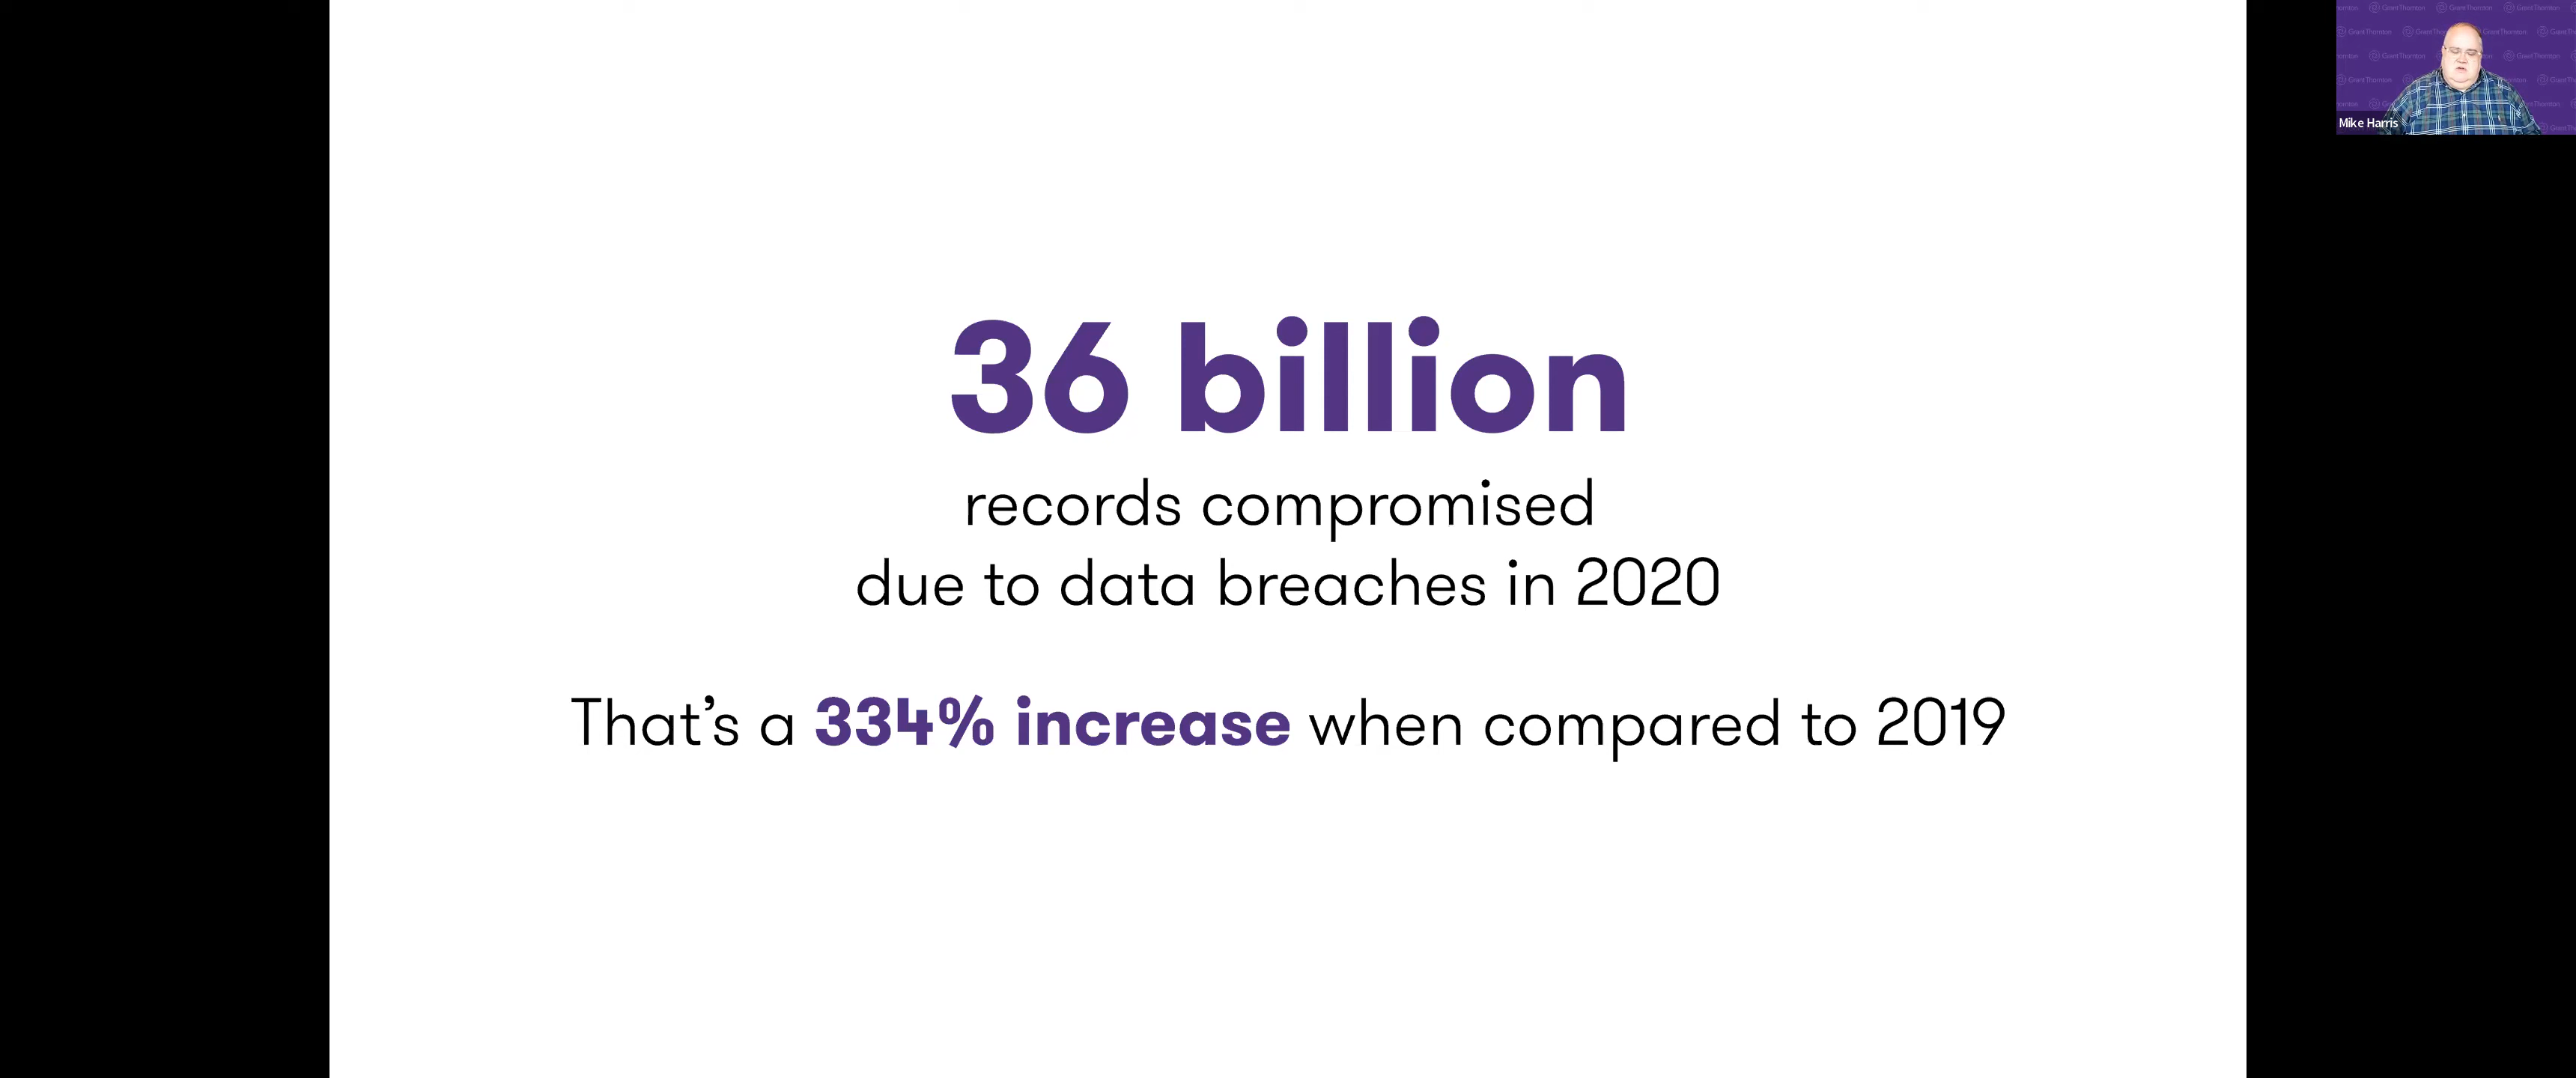 36 billion
records compromised
due to data breaches in 2020
That's a 334% increase when compared to 2019
Mike Harris
GrantThornton